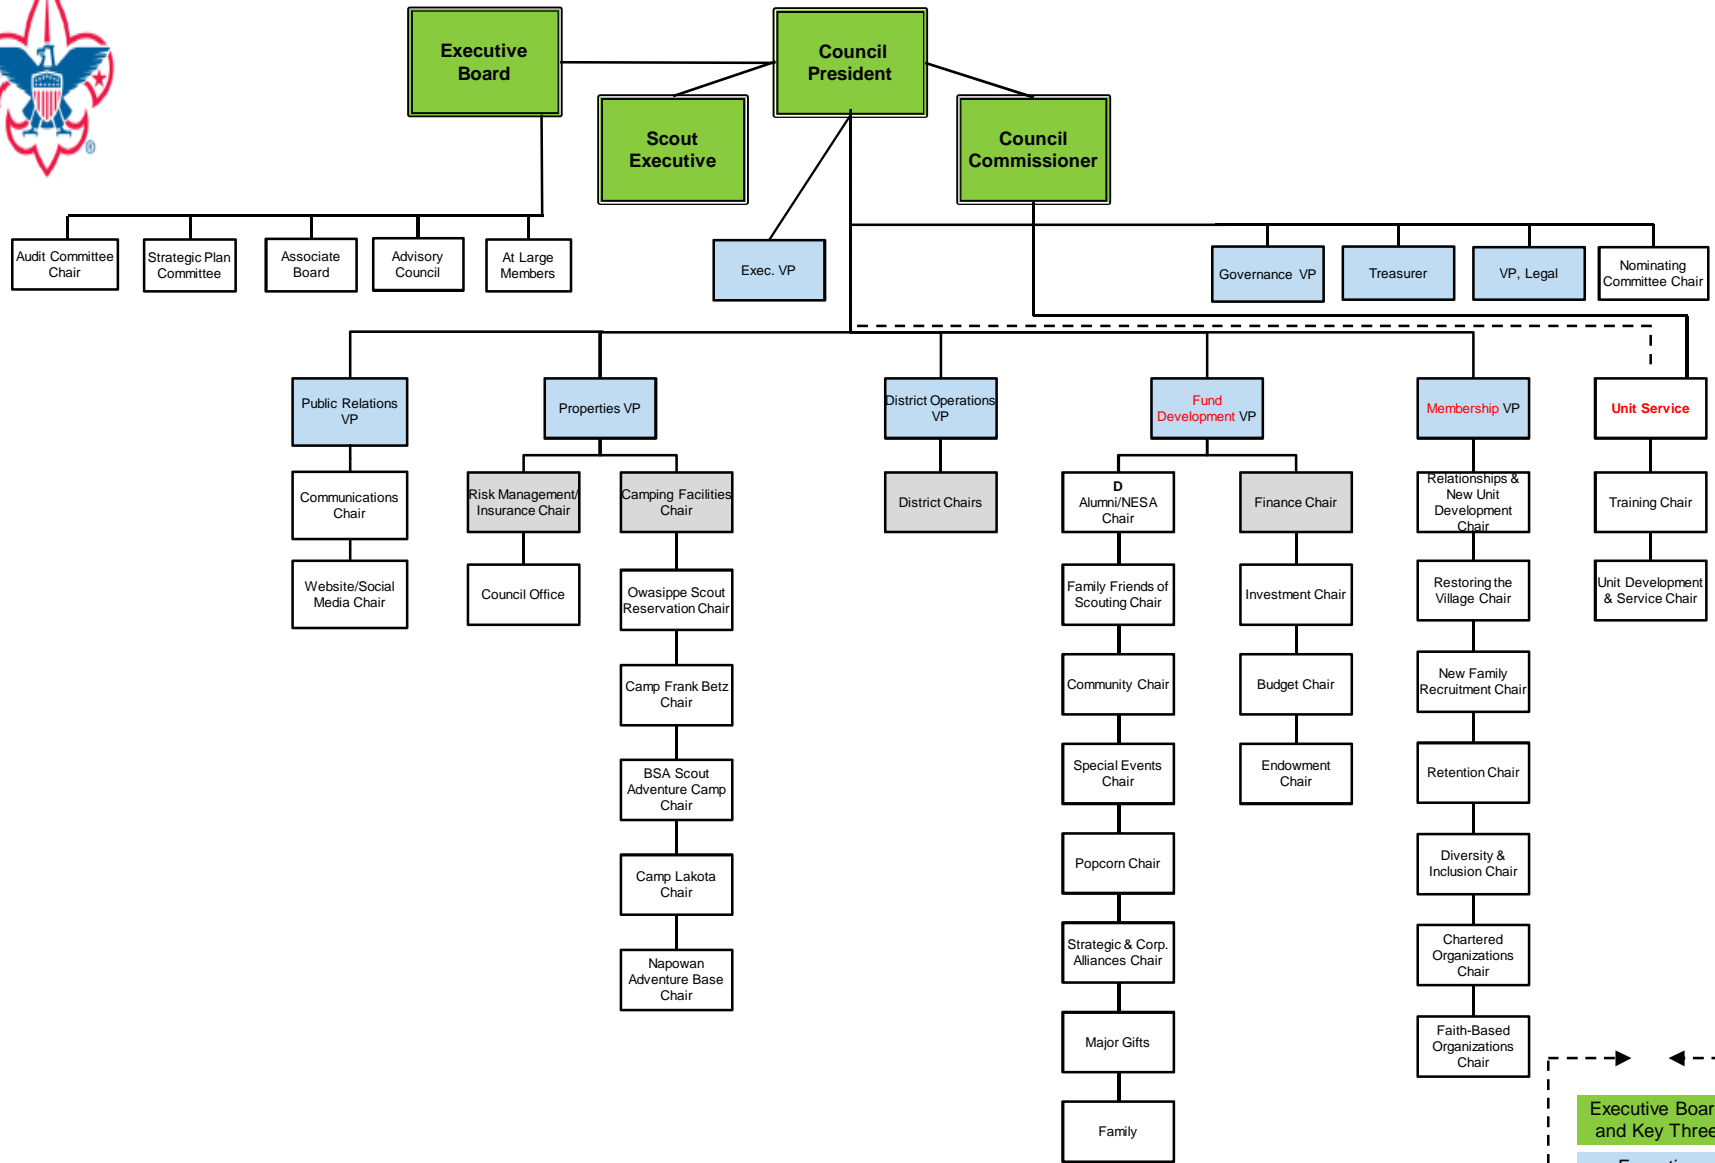 Executive
Board
Council
President
Scout
Executive
Council
Commissioner
®
Audit Committee
Chair
Strategic Plan
Committee
Associate
Board
Advisory
Council
At Large
Members
Exec. VP
Governance VP
Treasurer
VP, Legal
Nominating
Committee Chair
Public Relations
VP
Properties VP
District Operations
VP
Fund
Development VP
Membership VP
Unit Service
Communications
Chair
Website/Social
Media Chair
Risk Management/
Insurance Chair
Council Office
Camping Facilities
Chair
Owasippe Scout
Reservation Chair
Camp Frank Betz
Chair
BSA Scout
Adventure Camp
Chair
Camp Lakota
Chair
Napowan
Adventure Base
Chair
District Chairs
D
Alumni/NESA
Chair
Family Friends of
Scouting Chair
Community Chair
Special Events
Chair
Popcorn Chair
Strategic & Corp.
Alliances Chair
Major Gifts
Family
Finance Chair
Investment Chair
Budget Chair
Endowment
Chair
Relationships &
New Unit
Development
Chair
Restoring the
Village Chair
New Family
Recruitment Chair
Retention Chair
Diversity &
Inclusion Chair
Chartered
Organizations
Chair
Faith-Based
Organizations
Chair
Training Chair
Unit Development
& Service Chair
Executive Boar
and Key Three